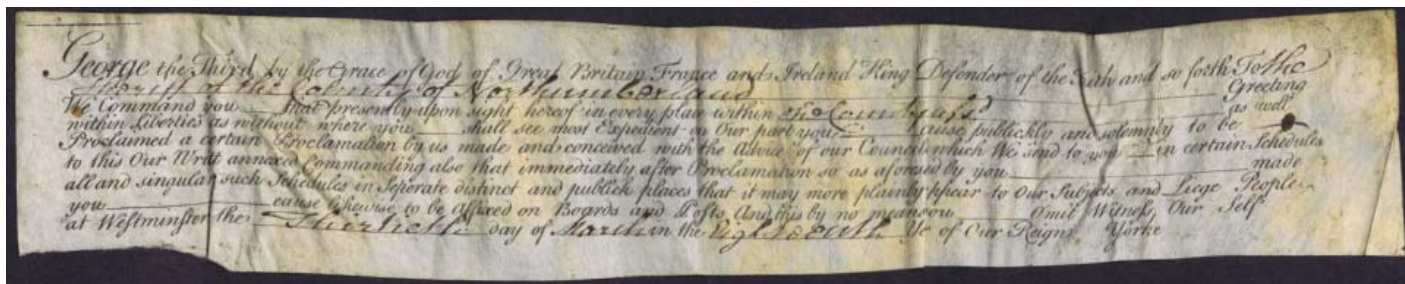 George the Third by the Grace of God of Great Britain France and Ireland King Defender of the Faith and so forth To the
Sheriff of the County of Northumberland Greeting
We Command you that presently upon sight hereof in every place within the County afsd as well
within Liberties as without where you shall see most Expedient on Our part you Cause publickly and solemnly to be
Proclaimed a certain Proclamation by us made and conceived with the Advice of our Council which We send to you in certain Schedules
to this Our Writt annexed Commanding also that immediately after Proclamation so as aforesd by you made
all and singular such Schedules in Seperate distinct and publick places that it may more plainly appear to Our Subjects and Liege People
you cause likewise to be Affixed on Boards and Posts And this by no means you Omit Witness Our Self
at Westminster the Thirtieth day of March in the Eighteenth Yr of Our Reign Yorke